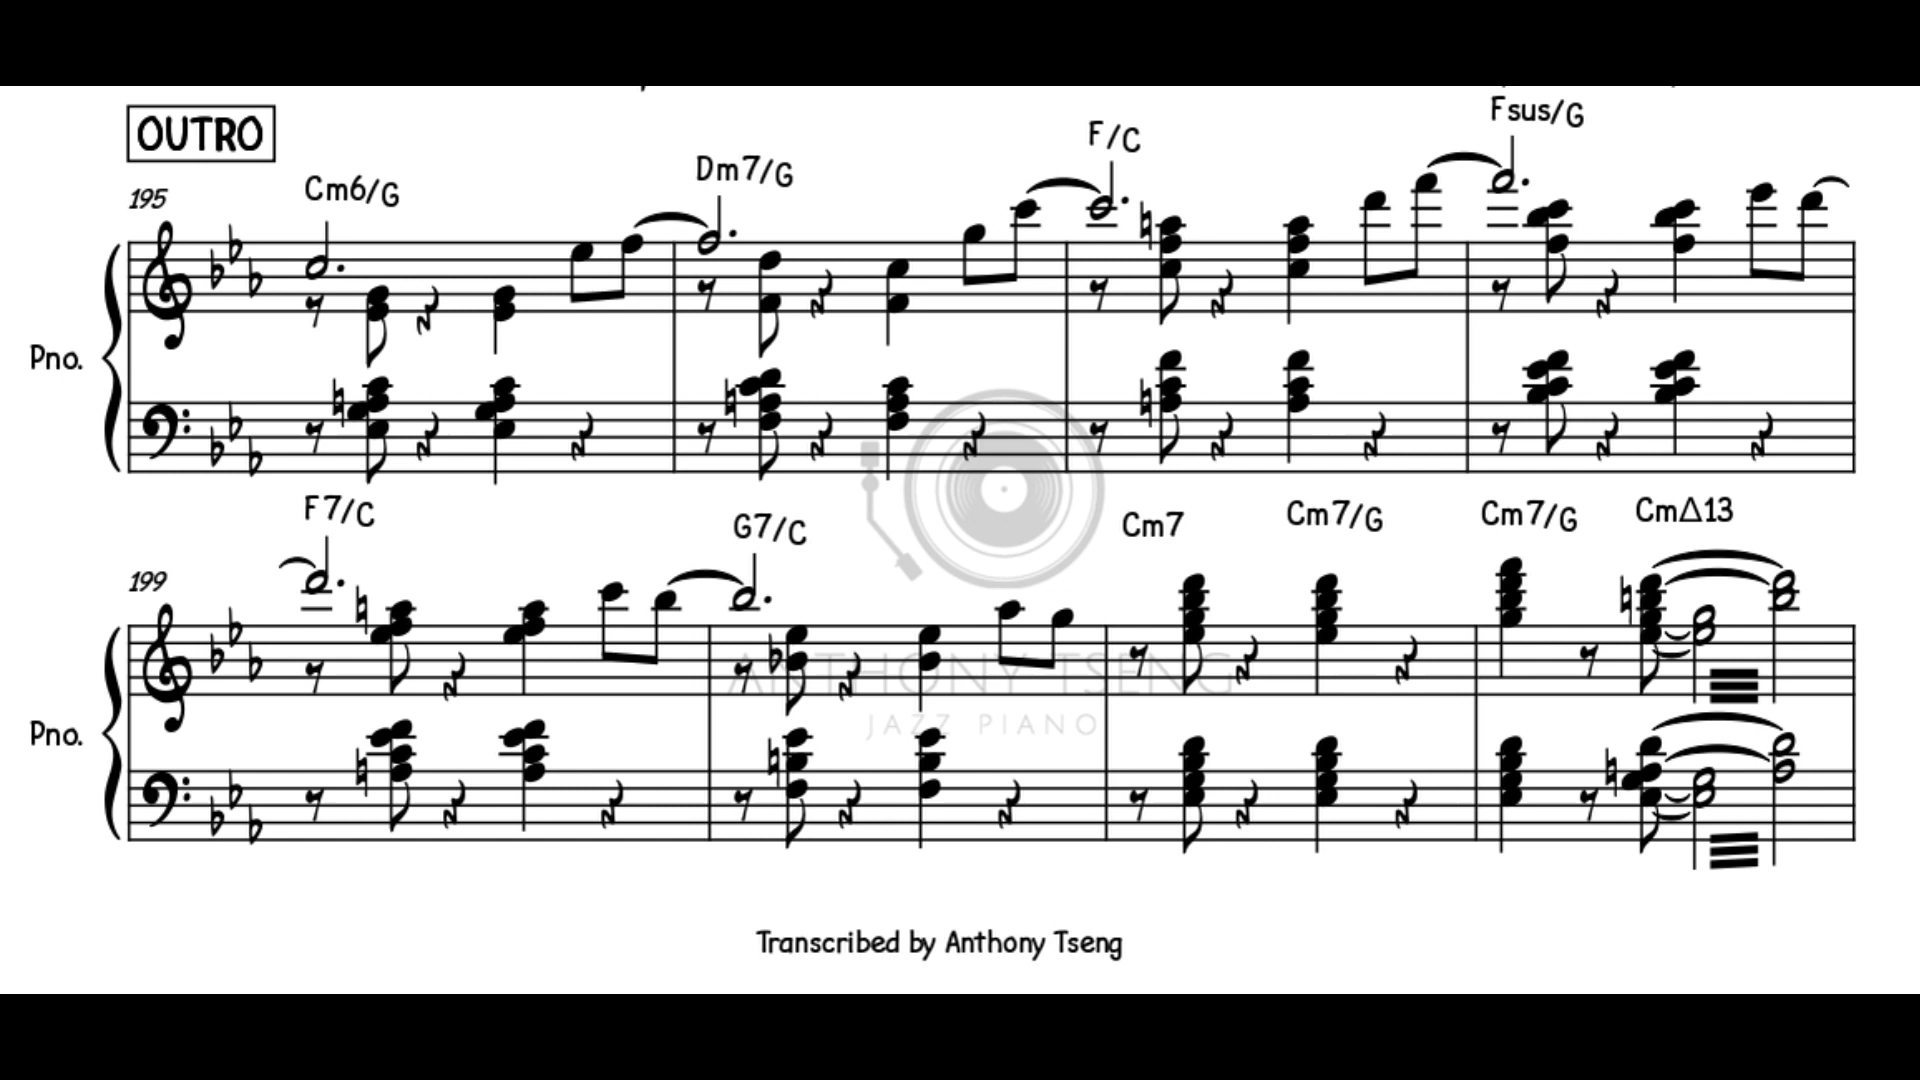 OUTRO
195
Cm6/G
Dm7/G
F/C
Fsus/G
Pno.
199
F7/C
G7/C
Cm7
Cm7/G
Cm7/G
CmΔ13
Pno.
ANTHONY TSENG
JAZZ PIANO
Transcribed by Anthony Tseng